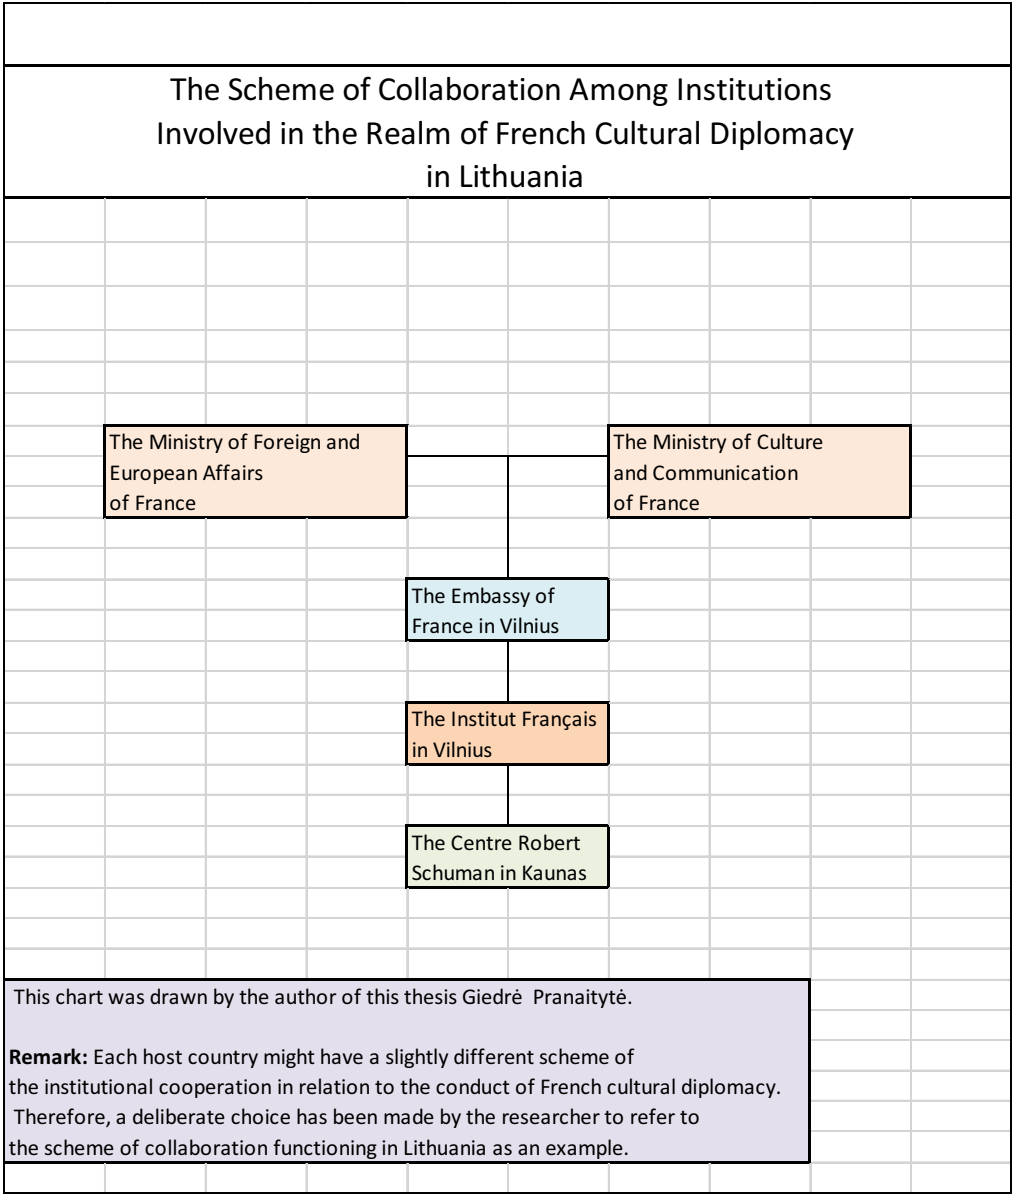 The Scheme of Collaboration Among Institutions
Involved in the Realm of French Cultural Diplomacy
in Lithuania
The Ministry of Foreign and
European Affairs
of France
The Ministry of Culture
and Communication
of France
The Embassy of
France in Vilnius
The Institut Français
in Vilnius
The Centre Robert
Schuman in Kaunas
This chart was drawn by the author of this thesis Giedrė Pranaitytė.
Remark: Each host country might have a slightly different scheme of
the institutional cooperation in relation to the conduct of French cultural diplomacy.
Therefore, a deliberate choice has been made by the researcher to refer to
the scheme of collaboration functioning in Lithuania as an example.